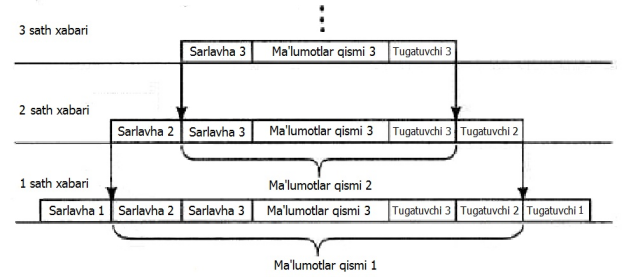 3 sath xabari
Sarlavha 3 Ma'lumotlar qismi 3 Tugatuvchi 3
2 sath xabari
Sarlavha 2 Sarlavha 3 Ma'lumotlar qismi 3 Tugatuvchi 3 Tugatuvchi 2
Ma'lumotlar qismi 2
1 sath xabari
Sarlavha 1 Sarlavha 2 Sarlavha 3 Ma'lumotlar qismi 3 Tugatuvchi 3 Tugatuvchi 2 Tugatuvchi 1
Ma'lumotlar qismi 1